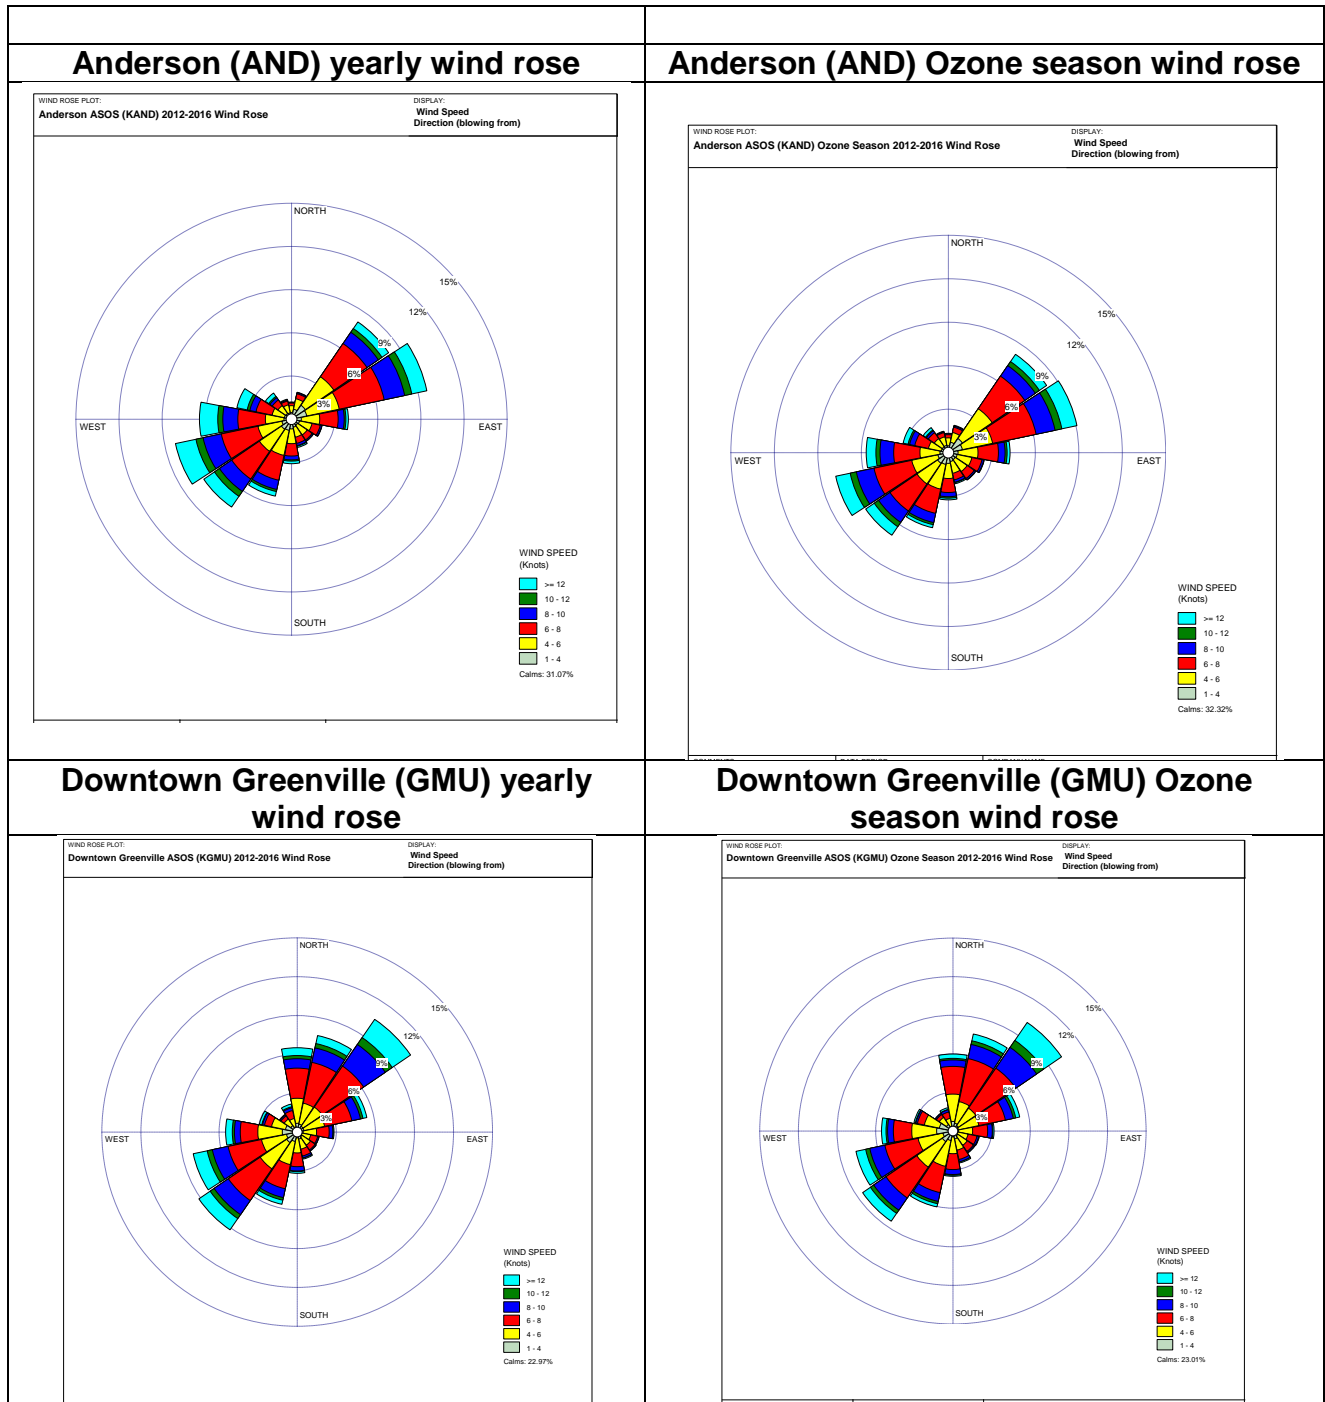 Anderson (AND) yearly wind rose
Anderson (AND) Ozone season wind rose
WIND ROSE PLOT:
Anderson ASOS (KAND) 2012-2016 Wind Rose
DISPLAY:
Wind Speed
Direction (blowing from)
NORTH
15%
12%
9%
6%
3%
WEST
EAST
SOUTH
WIND SPEED
(Knots)
>= 12
10 - 12
8 - 10
6 - 8
4 - 6
1 - 4
Calms: 31.07%
WIND ROSE PLOT:
Anderson ASOS (KAND) Ozone Season 2012-2016 Wind Rose
DISPLAY:
Wind Speed
Direction (blowing from)
NORTH
15%
12%
9%
6%
3%
WEST
EAST
SOUTH
WIND SPEED
(Knots)
>= 12
10 - 12
8 - 10
6 - 8
4 - 6
1 - 4
Calms: 32.32%
Downtown Greenville (GMU) yearly
wind rose
Downtown Greenville (GMU) Ozone
season wind rose
WIND ROSE PLOT:
Downtown Greenville ASOS (KGMU) 2012-2016 Wind Rose
DISPLAY:
Wind Speed
Direction (blowing from)
NORTH
15%
12%
9%
6%
3%
WEST
EAST
SOUTH
WIND SPEED
(Knots)
>= 12
10 - 12
8 - 10
6 - 8
4 - 6
1 - 4
Calms: 22.97%
WIND ROSE PLOT:
Downtown Greenville ASOS (KGMU) Ozone Season 2012-2016 Wind Rose
DISPLAY:
Wind Speed
Direction (blowing from)
NORTH
15%
12%
9%
6%
3%
WEST
EAST
SOUTH
WIND SPEED
(Knots)
>= 12
10 - 12
8 - 10
6 - 8
4 - 6
1 - 4
Calms: 23.01%